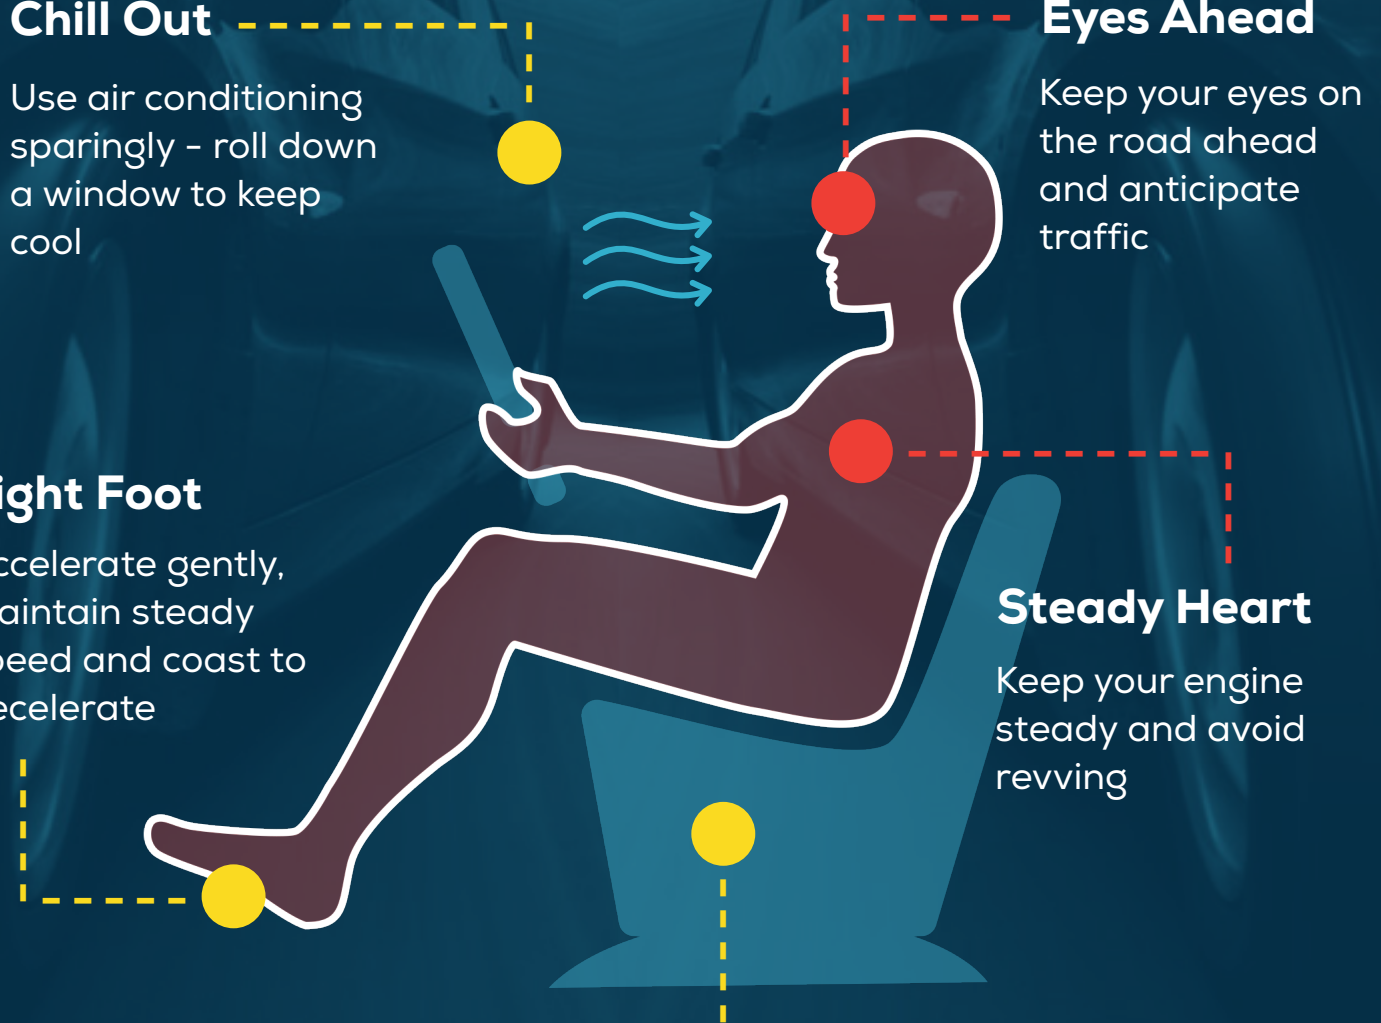 Chill Out
Use air conditioning
sparingly - roll down
a window to keep
cool
Eyes Ahead
Keep your eyes on
the road ahead
and anticipate
traffic
ight Foot
ccelerate gently,
aintain steady
peed and coast to
ecelerate
Steady Heart
Keep your engine
steady and avoid
revving